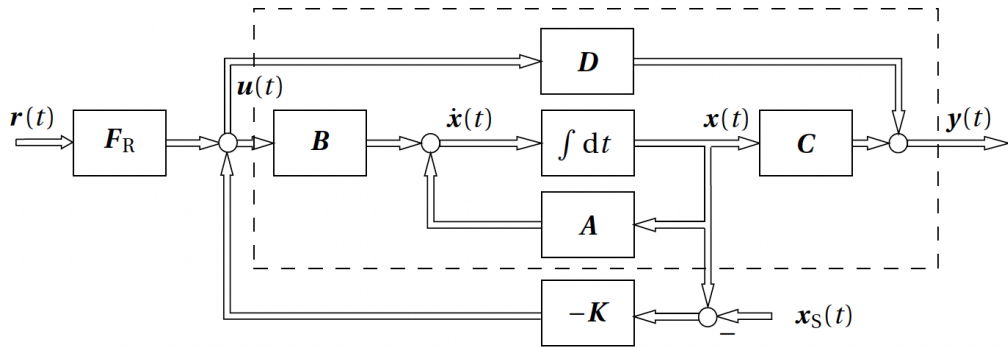 D
u(t)
r(t)
F_R
B
ẋ(t)
∫ dt
x(t)
C
y(t)
A
−K
x_S(t)
−